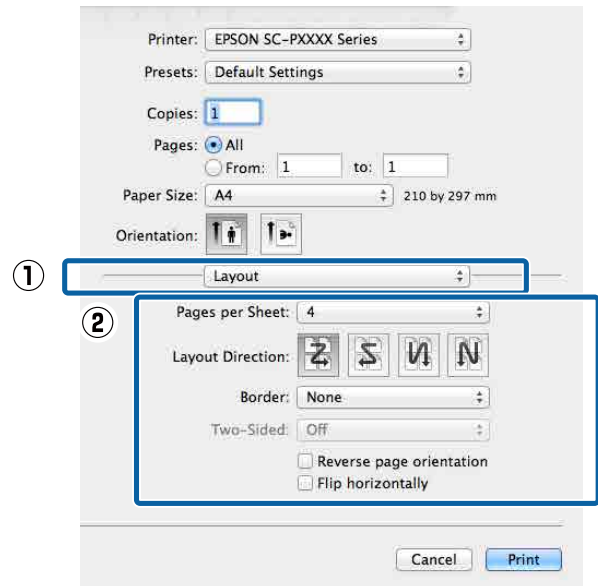 Printer: EPSON SC-PXXXX Series
Presets: Default Settings
Copies: 1
Pages: All
From: 1 to: 1
Paper Size: A4 210 by 297 mm
Orientation:
① Layout
②
Pages per Sheet: 4
Layout Direction:
Border: None
Two-Sided: Off
Reverse page orientation
Flip horizontally
Cancel Print